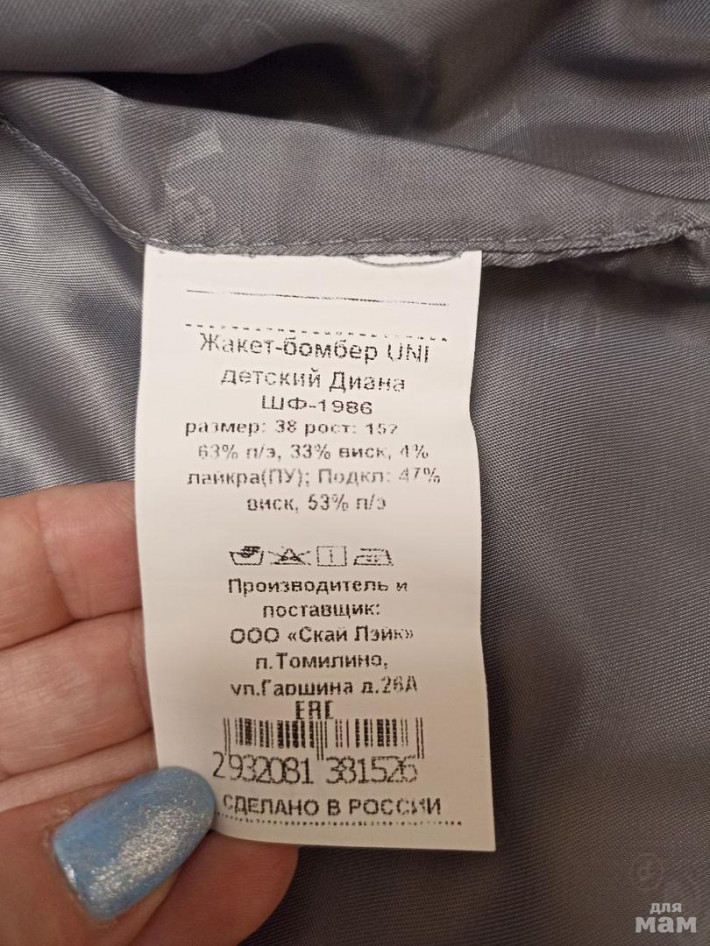 Жакет-бомбер UNI
детский Диана
ШФ-1986
размер: 38 рост: 152
63% п/э, 33% виск, 4%
лайкра(ПУ); Подкл: 47%
виск, 53% п/э
Производитель и
поставщик:
ООО «Скай Лэйк»
п.Томилино,
ул.Гаршина д.26А
ЕАС
2932081 381526
СДЕЛАНО В РОССИИ
для
мам